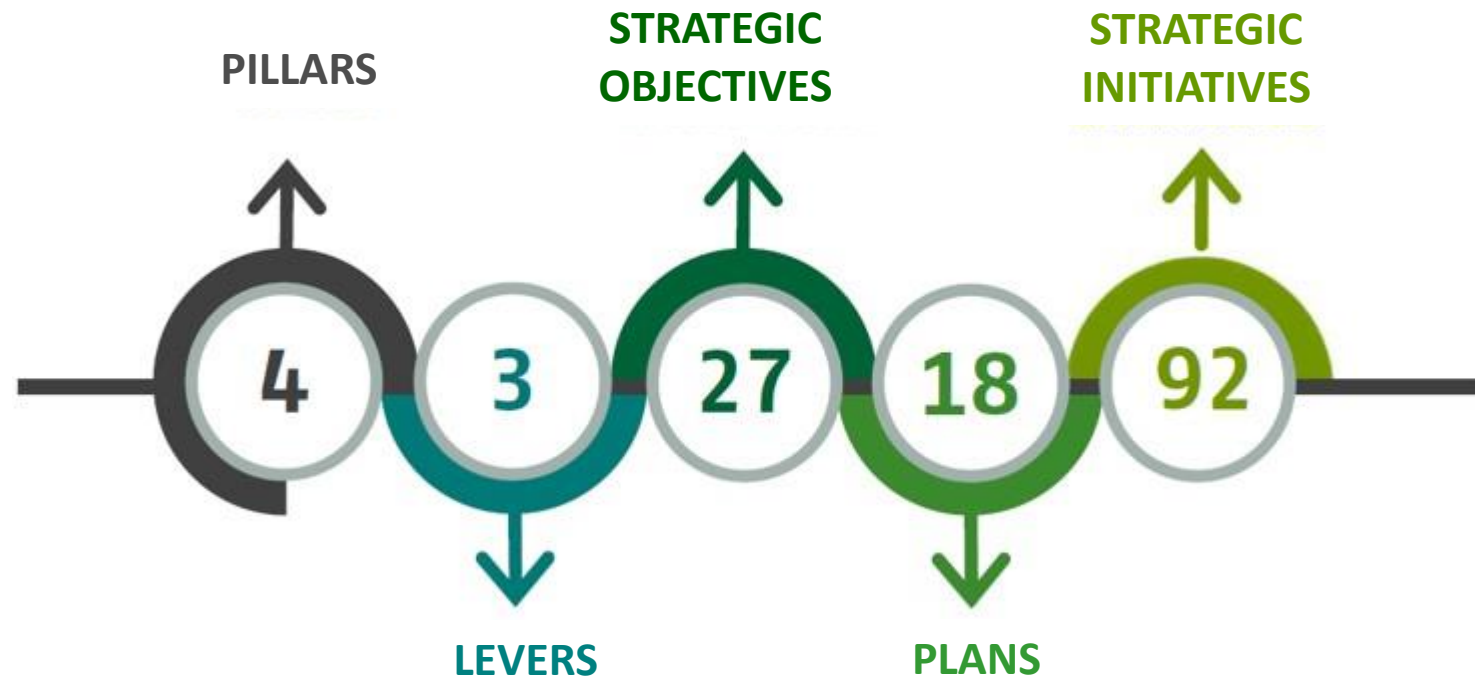 PILLARS
STRATEGIC
OBJECTIVES
STRATEGIC
INITIATIVES
4
3
27
18
92
LEVERS
PLANS